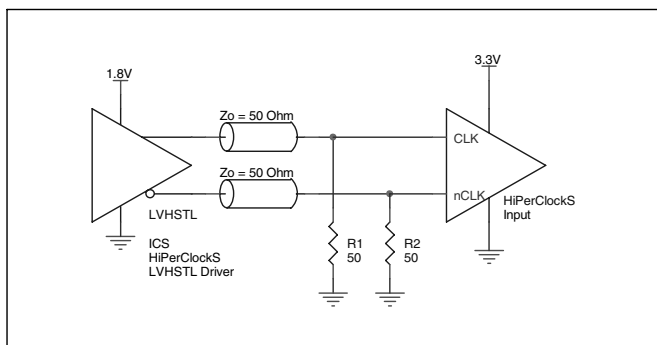 1.8V
3.3V
Zo = 50 Ohm
CLK
Zo = 50 Ohm
nCLK
HiPerClockS
Input
LVHSTL
ICS
HiPerClockS
LVHSTL Driver
R1
50
R2
50